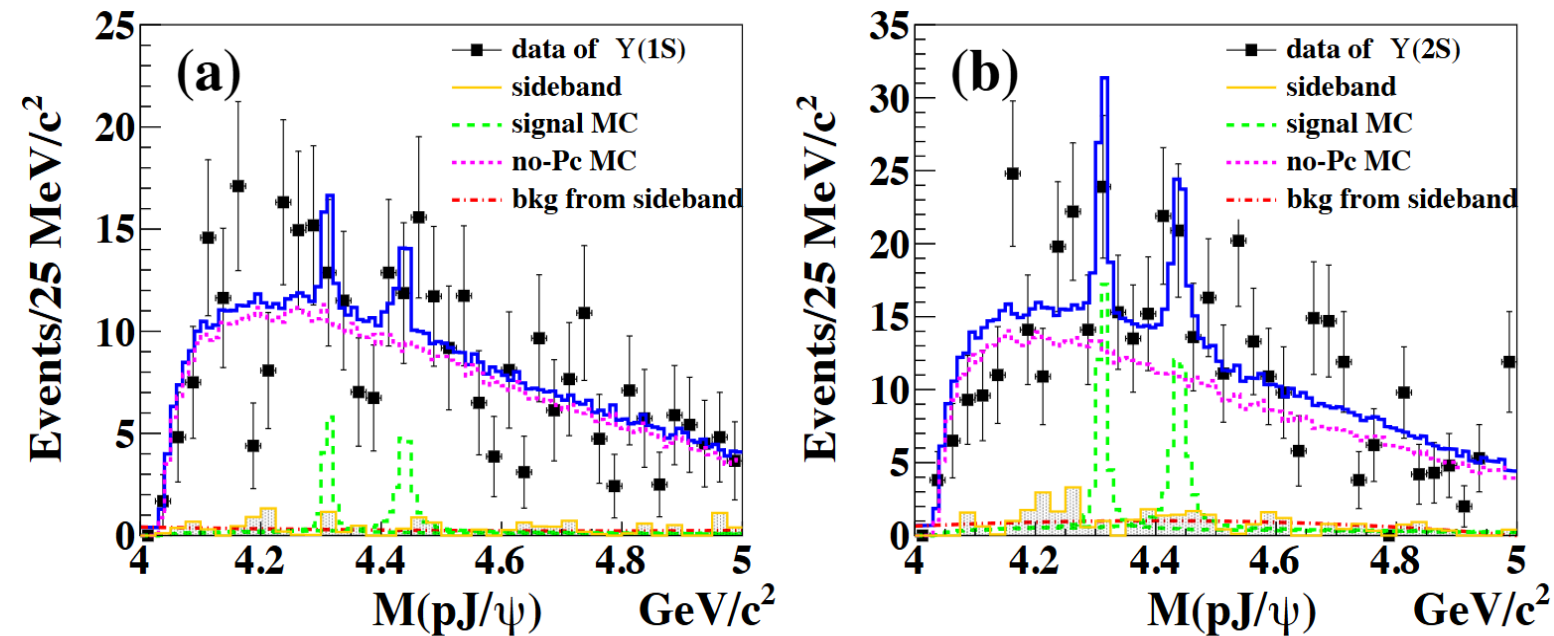 (a)
data of Υ(1S)
sideband
signal MC
no-Pc MC
bkg from sideband
Events/25 MeV/c²
25
20
15
10
5
0
4 4.2 4.4 4.6 4.8 5
M(pJ/ψ) GeV/c²
(b)
data of Υ(2S)
sideband
signal MC
no-Pc MC
bkg from sideband
Events/25 MeV/c²
35
30
25
20
15
10
5
0
4 4.2 4.4 4.6 4.8 5
M(pJ/ψ) GeV/c²